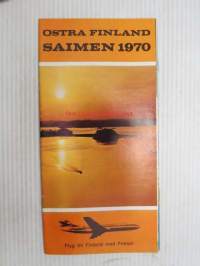 OSTRA FINLAND
SAIMEN 1970
Flyg till Finland med Finnair